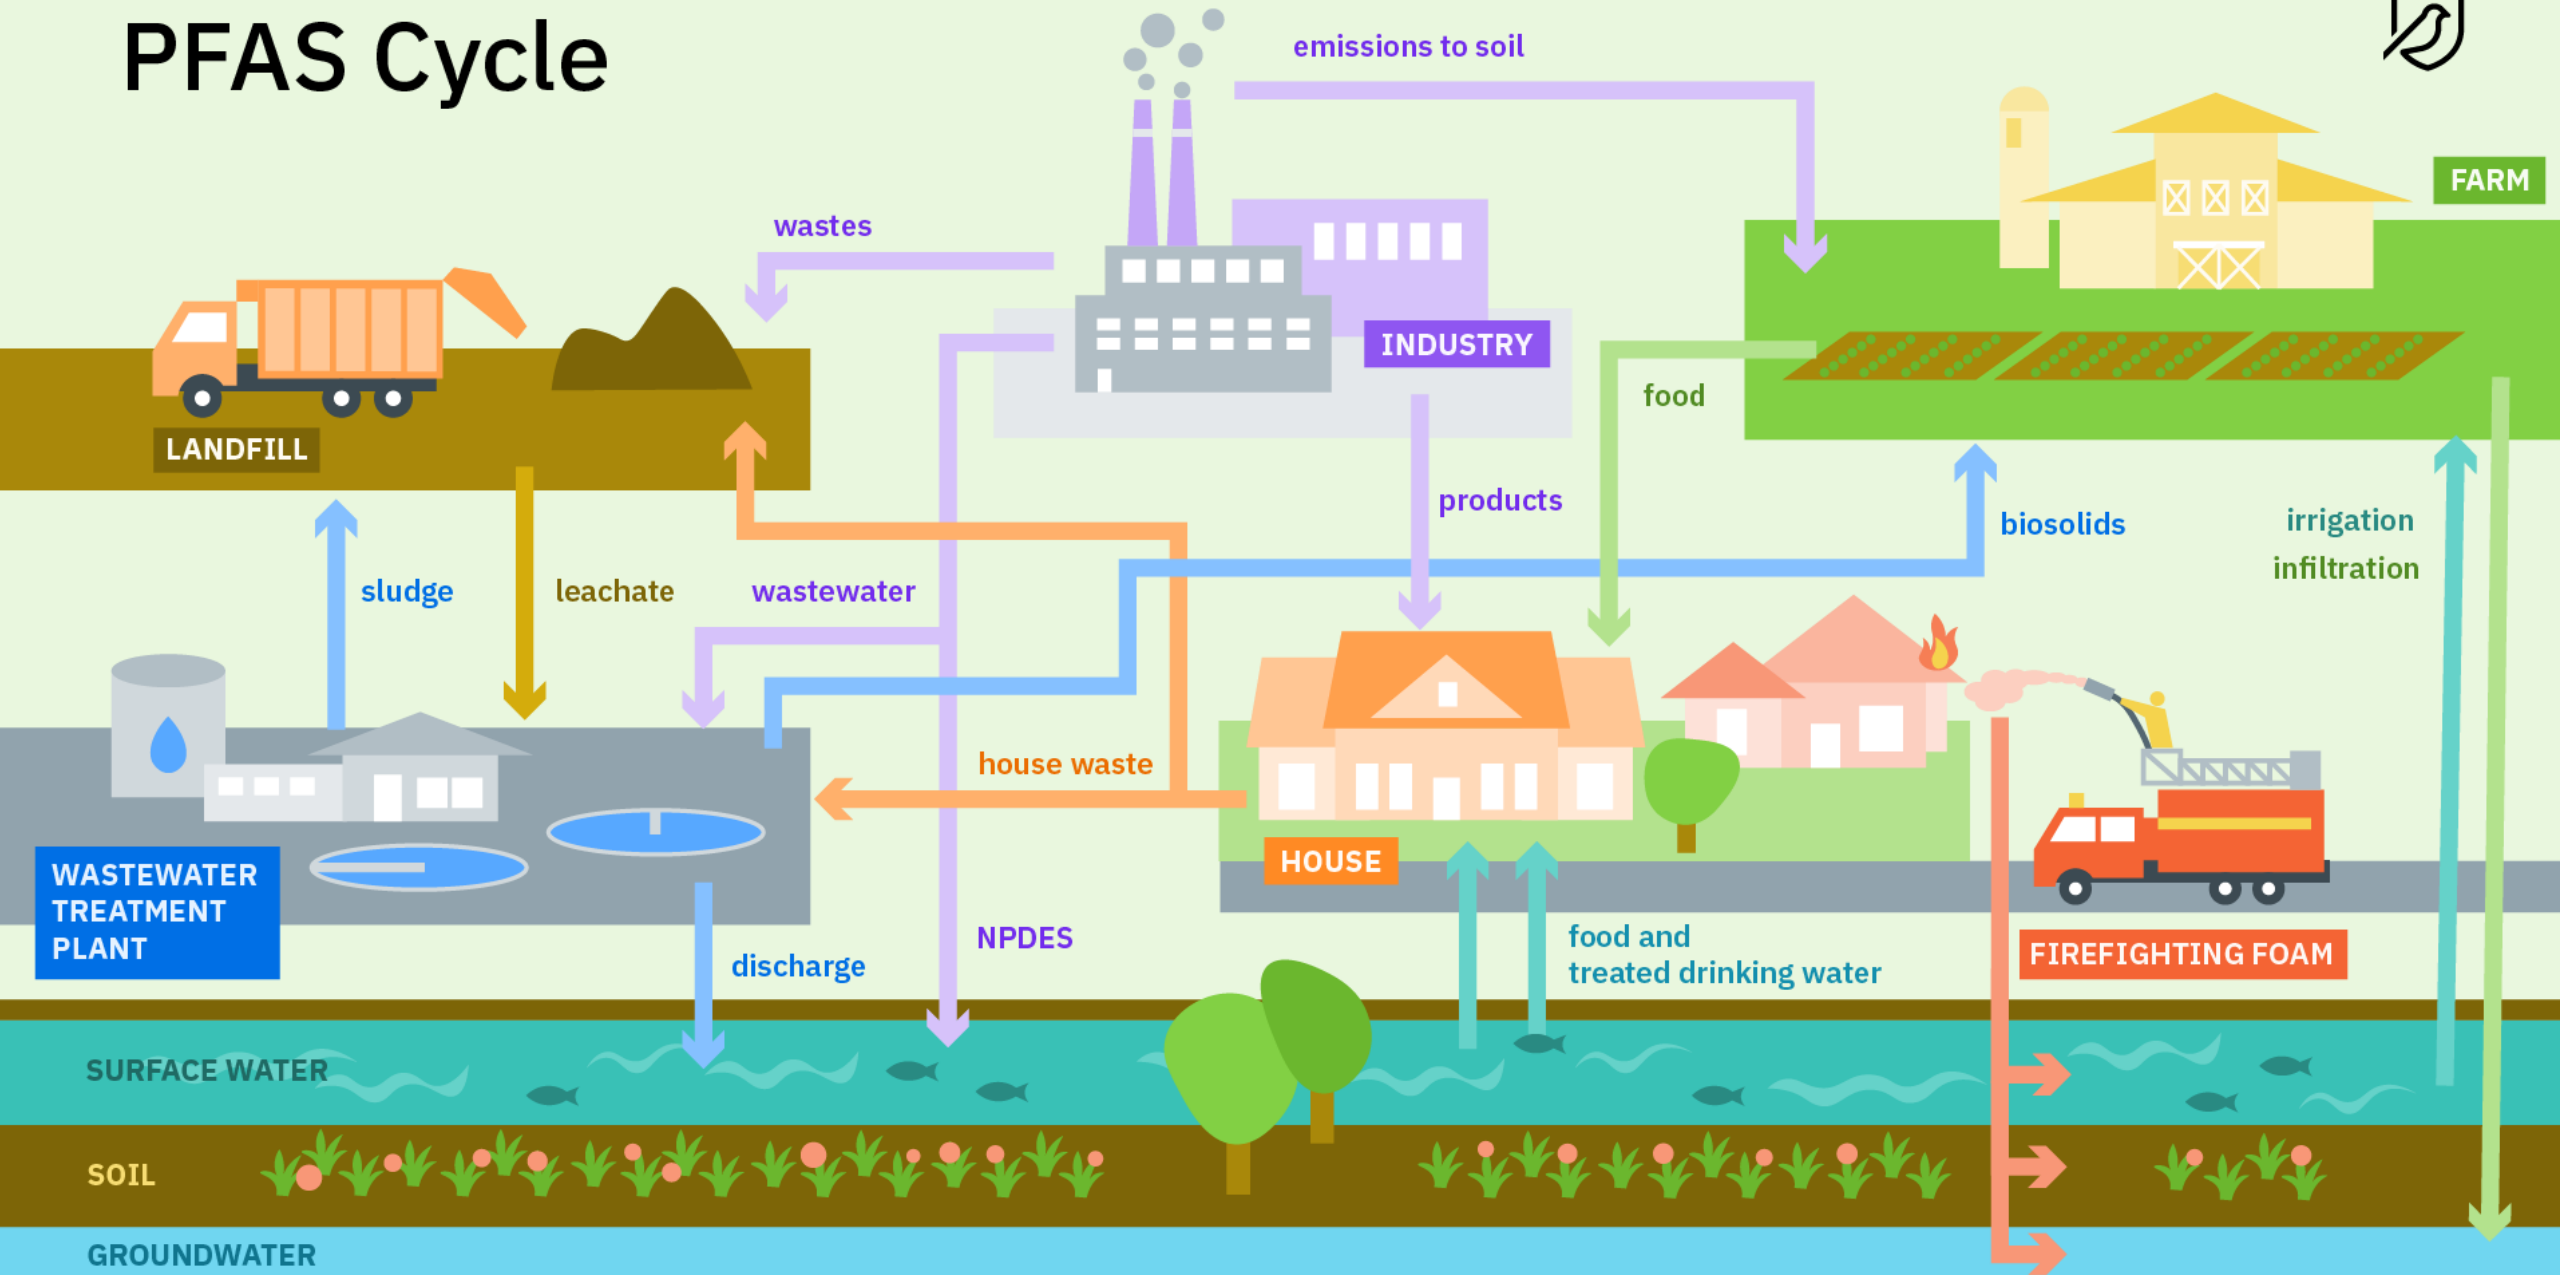 PFAS Cycle
emissions to soil
FARM
wastes
INDUSTRY
food
LANDFILL
products
biosolids
irrigation
infiltration
sludge
leachate
wastewater
house waste
HOUSE
WASTEWATER
TREATMENT
PLANT
discharge
NPDES
food and
treated drinking water
FIREFIGHTING FOAM
SURFACE WATER
SOIL
GROUNDWATER